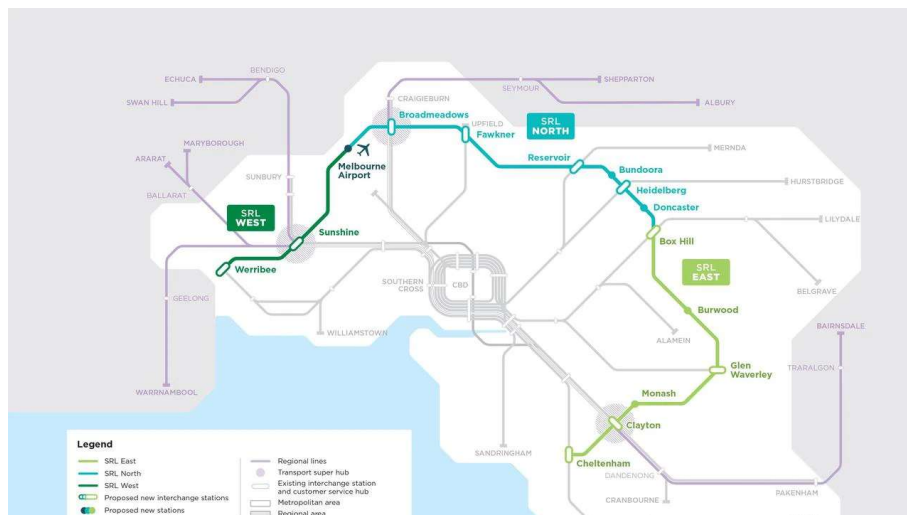 ECHUCA
BENDIGO
SWAN HILL
MARYBOROUGH
ARARAT
BALLARAT
SUNBURY
CRAIGIEBURN
Broadmeadows
UPFIELD
Fawkner
SEYMOUR
SHEPPARTON
ALBURY
SRL
NORTH
Reservoir
MERNDA
Bundoora
HURSTBRIDGE
Heidelberg
Doncaster
LILYDALE
Melbourne
Airport
SRL
WEST
Sunshine
Werribee
Box Hill
SRL
EAST
BELGRAVE
SOUTHERN
CROSS
CBD
GEELONG
WILLIAMSTOWN
Burwood
ALAMEIN
BAIRNSDALE
Glen
Waverley
TRARALGON
WARRNAMBOOL
Monash
Clayton
SANDRINGHAM
Cheltenham
DANDENONG
CRANBOURNE
PAKENHAM
Legend
SRL East
SRL North
SRL West
Proposed new interchange stations
Proposed new stations
Regional lines
Transport super hub
Existing interchange station
and customer service hub
Metropolitan area
Regional area